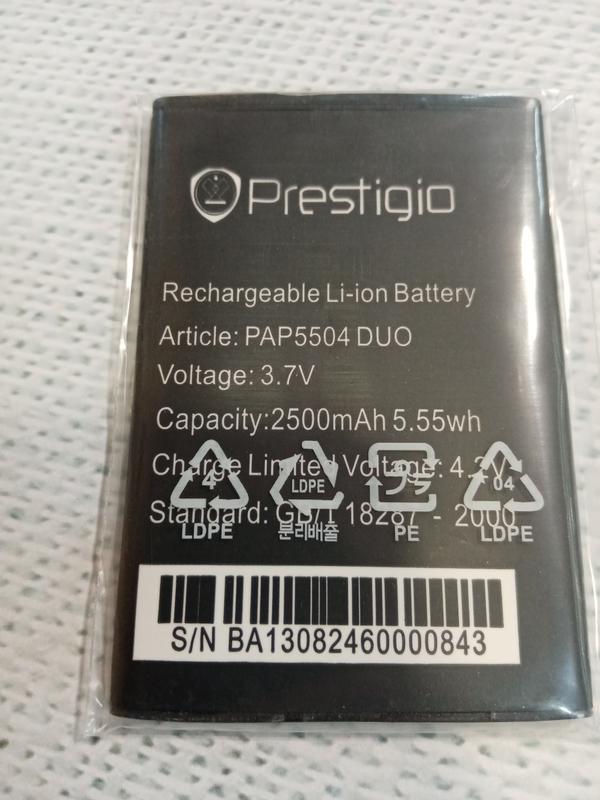 Prestigio
Rechargeable Li-ion Battery
Article: PAP5504 DUO
Voltage: 3.7V
Capacity:2500mAh 5.55wh
Charge Limited Voltage: 4.2V
Standard: GB/T 18287 - 2000
4 LDPE 04
LDPE 분리배출 PE LDPE
S/N BA13082460000843